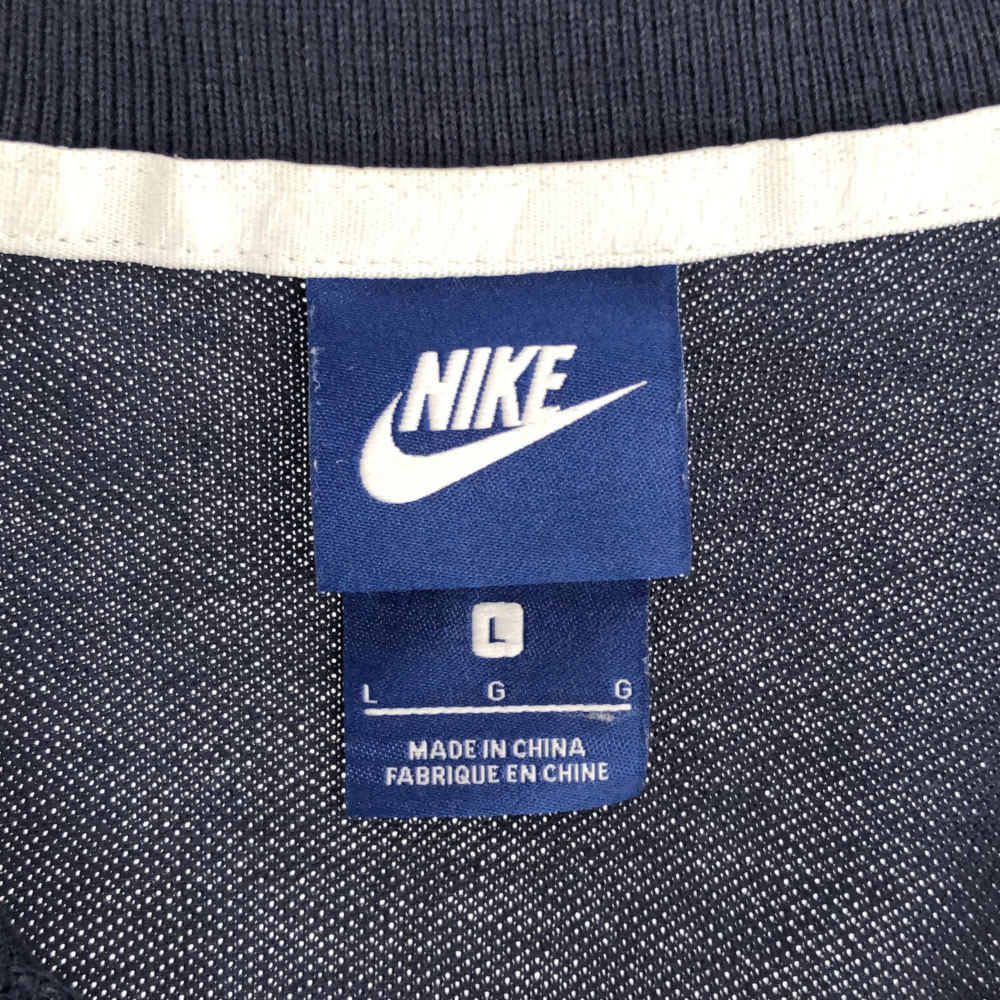 NIKE
L
L G G
MADE IN CHINA
FABRIQUE EN CHINE